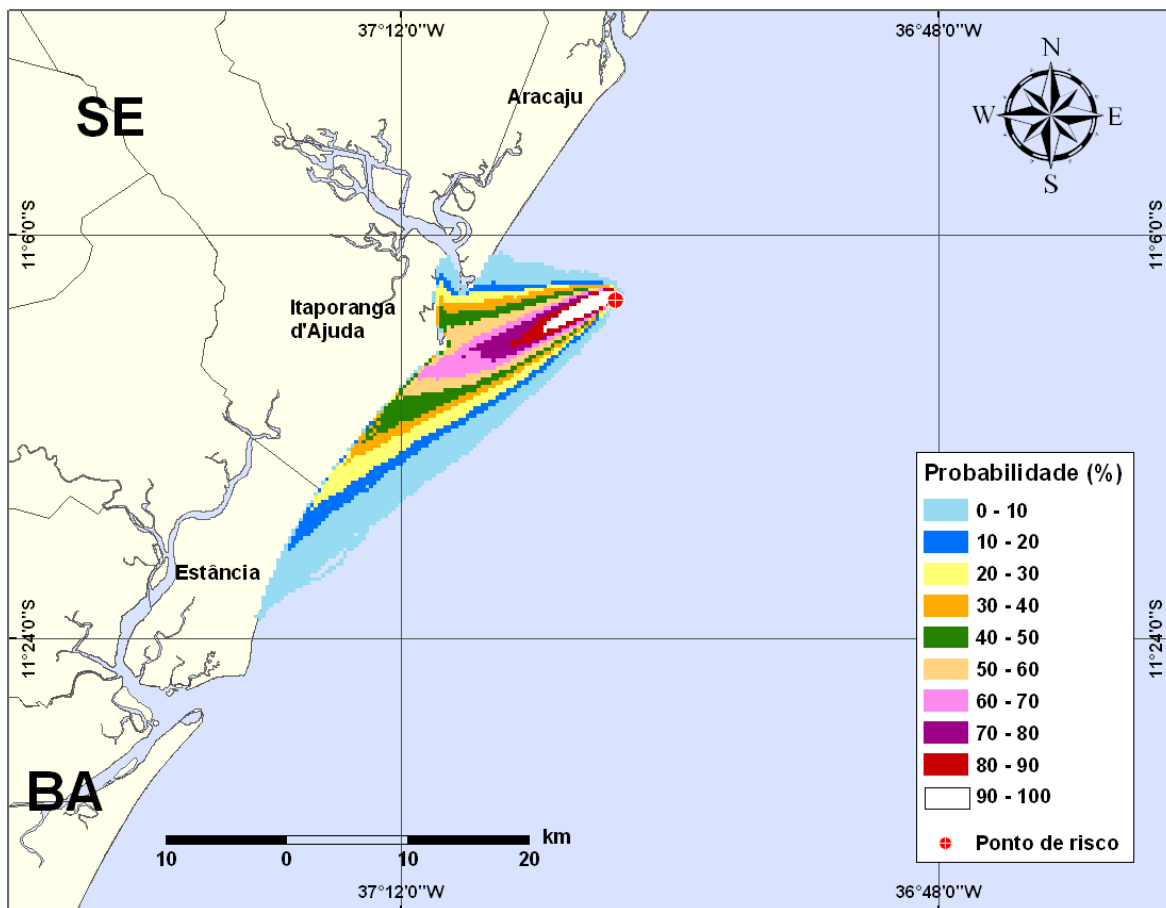 37°12'0"W
36°48'0"W
N
W
E
S
SE
Aracaju
11°6'0"S
11°6'0"S
Itaporanga
d'Ajuda
Estância
11°24'0"S
11°24'0"S
BA
km
10
0
10
20
37°12'0"W
36°48'0"W
Probabilidade (%)
0 - 10
10 - 20
20 - 30
30 - 40
40 - 50
50 - 60
60 - 70
70 - 80
80 - 90
90 - 100
Ponto de risco